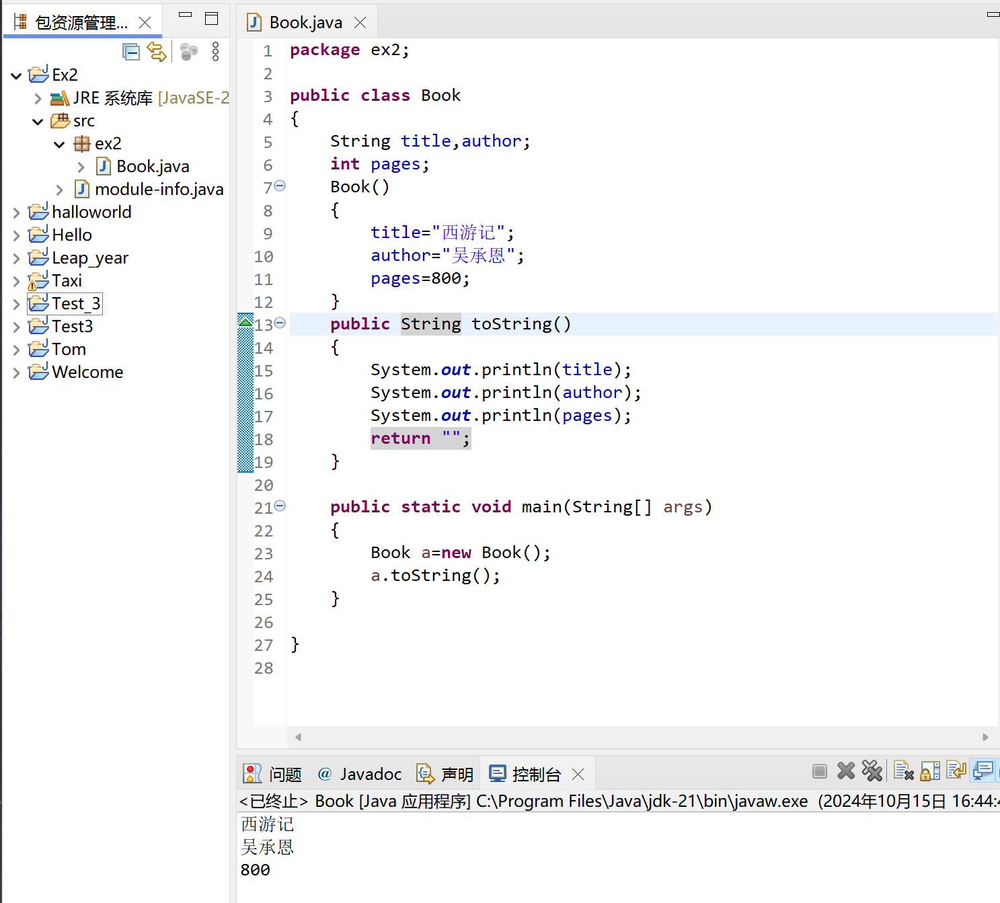 包资源管理...
Ex2
JRE 系统库 [JavaSE-2
src
ex2
Book.java
module-info.java
halloworld
Hello
Leap_year
Taxi
Test_3
Test3
Tom
Welcome
Book.java
1 package ex2;
2
3 public class Book
4 {
5 String title,author;
6 int pages;
7 Book()
8 {
9 title="西游记";
10 author="吴承恩";
11 pages=800;
12 }
13 public String toString()
14 {
15 System.out.println(title);
16 System.out.println(author);
17 System.out.println(pages);
18 return "";
19 }
20
21 public static void main(String[] args)
22 {
23 Book a=new Book();
24 a.toString();
25 }
26
27 }
28
问题 @ Javadoc 声明 控制台
<已终止> Book [Java 应用程序] C:\Program Files\Java\jdk-21\bin\javaw.exe (2024年10月15日 16:44:4
西游记
吴承恩
800